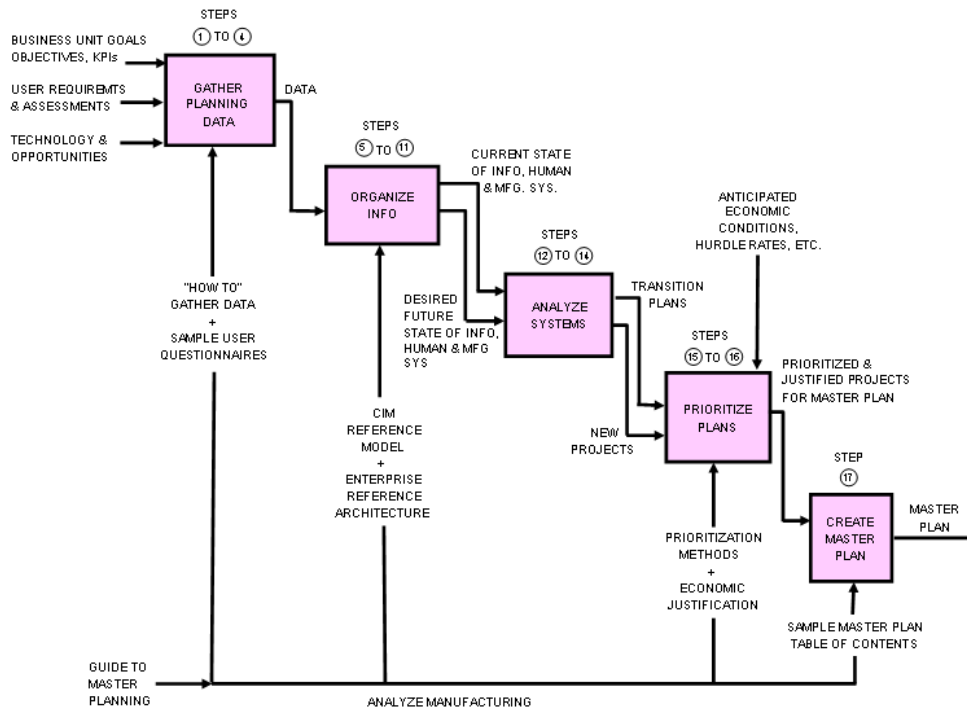 STEPS
1 TO 4
BUSINESS UNIT GOALS
OBJECTIVES, KPIs
USER REQUIREMTS
& ASSESSMENTS
TECHNOLOGY &
OPPORTUNITIES
GATHER
PLANNING
DATA
DATA
STEPS
5 TO 11
ORGANIZE
INFO
CURRENT STATE
OF INFO, HUMAN
& MFG. SYS.
"HOW TO"
GATHER DATA
+
SAMPLE USER
QUESTIONNAIRES
DESIRED
FUTURE
STATE OF INFO,
HUMAN & MFG
SYS
STEPS
12 TO 14
ANALYZE
SYSTEMS
TRANSITION
PLANS
ANTICIPATED
ECONOMIC
CONDITIONS,
HURDLE RATES, ETC.
STEPS
15 TO 16
PRIORITIZE
PLANS
NEW
PROJECTS
PRIORITIZED &
JUSTIFIED PROJECTS
FOR MASTER PLAN
CIM
REFERENCE
MODEL
+
ENTERPRISE
REFERENCE
ARCHITECTURE
STEP
17
CREATE
MASTER
PLAN
MASTER
PLAN
PRIORITIZATION
METHODS
+
ECONOMIC
JUSTIFICATION
SAMPLE MASTER PLAN
TABLE OF CONTENTS
GUIDE TO
MASTER
PLANNING
ANALYZE MANUFACTURING